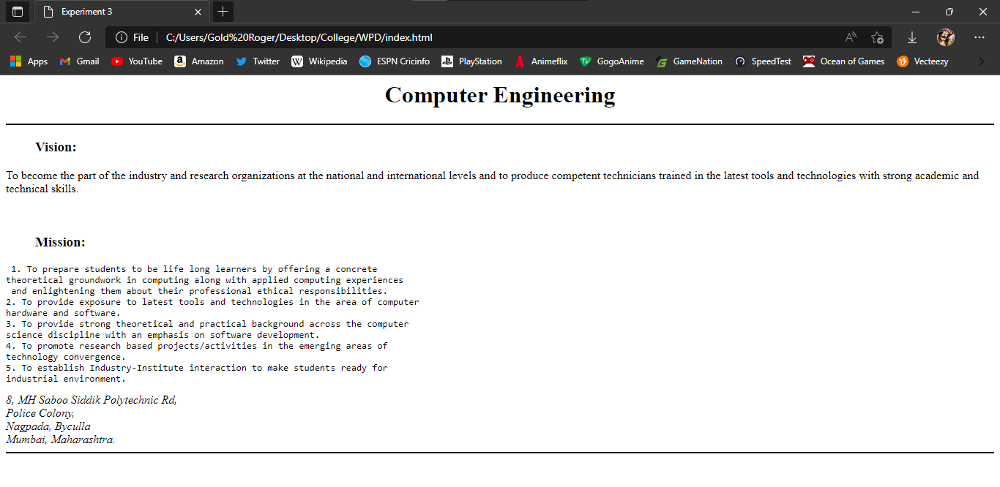 Experiment 3
File
C:/Users/Gold%20Roger/Desktop/College/WPD/index.html
Apps Gmail YouTube Amazon Twitter Wikipedia ESPN Cricinfo PlayStation Animeflix GogoAnime GameNation SpeedTest Ocean of Games Vecteezy
Computer Engineering
Vision:
To become the part of the industry and research organizations at the national and international levels and to produce competent technicians trained in the latest tools and technologies with strong academic and
technical skills.
Mission:
1. To prepare students to be life long learners by offering a concrete
theoretical groundwork in computing along with applied computing experiences
and enlightening them about their professional ethical responsibilities.
2. To provide exposure to latest tools and technologies in the area of computer
hardware and software.
3. To provide strong theoretical and practical background across the computer
science discipline with an emphasis on software development.
4. To promote research based projects/activities in the emerging areas of
technology convergence.
5. To establish Industry-Institute interaction to make students ready for
industrial environment.
8, MH Saboo Siddik Polytechnic Rd,
Police Colony,
Nagpada, Byculla
Mumbai, Maharashtra.